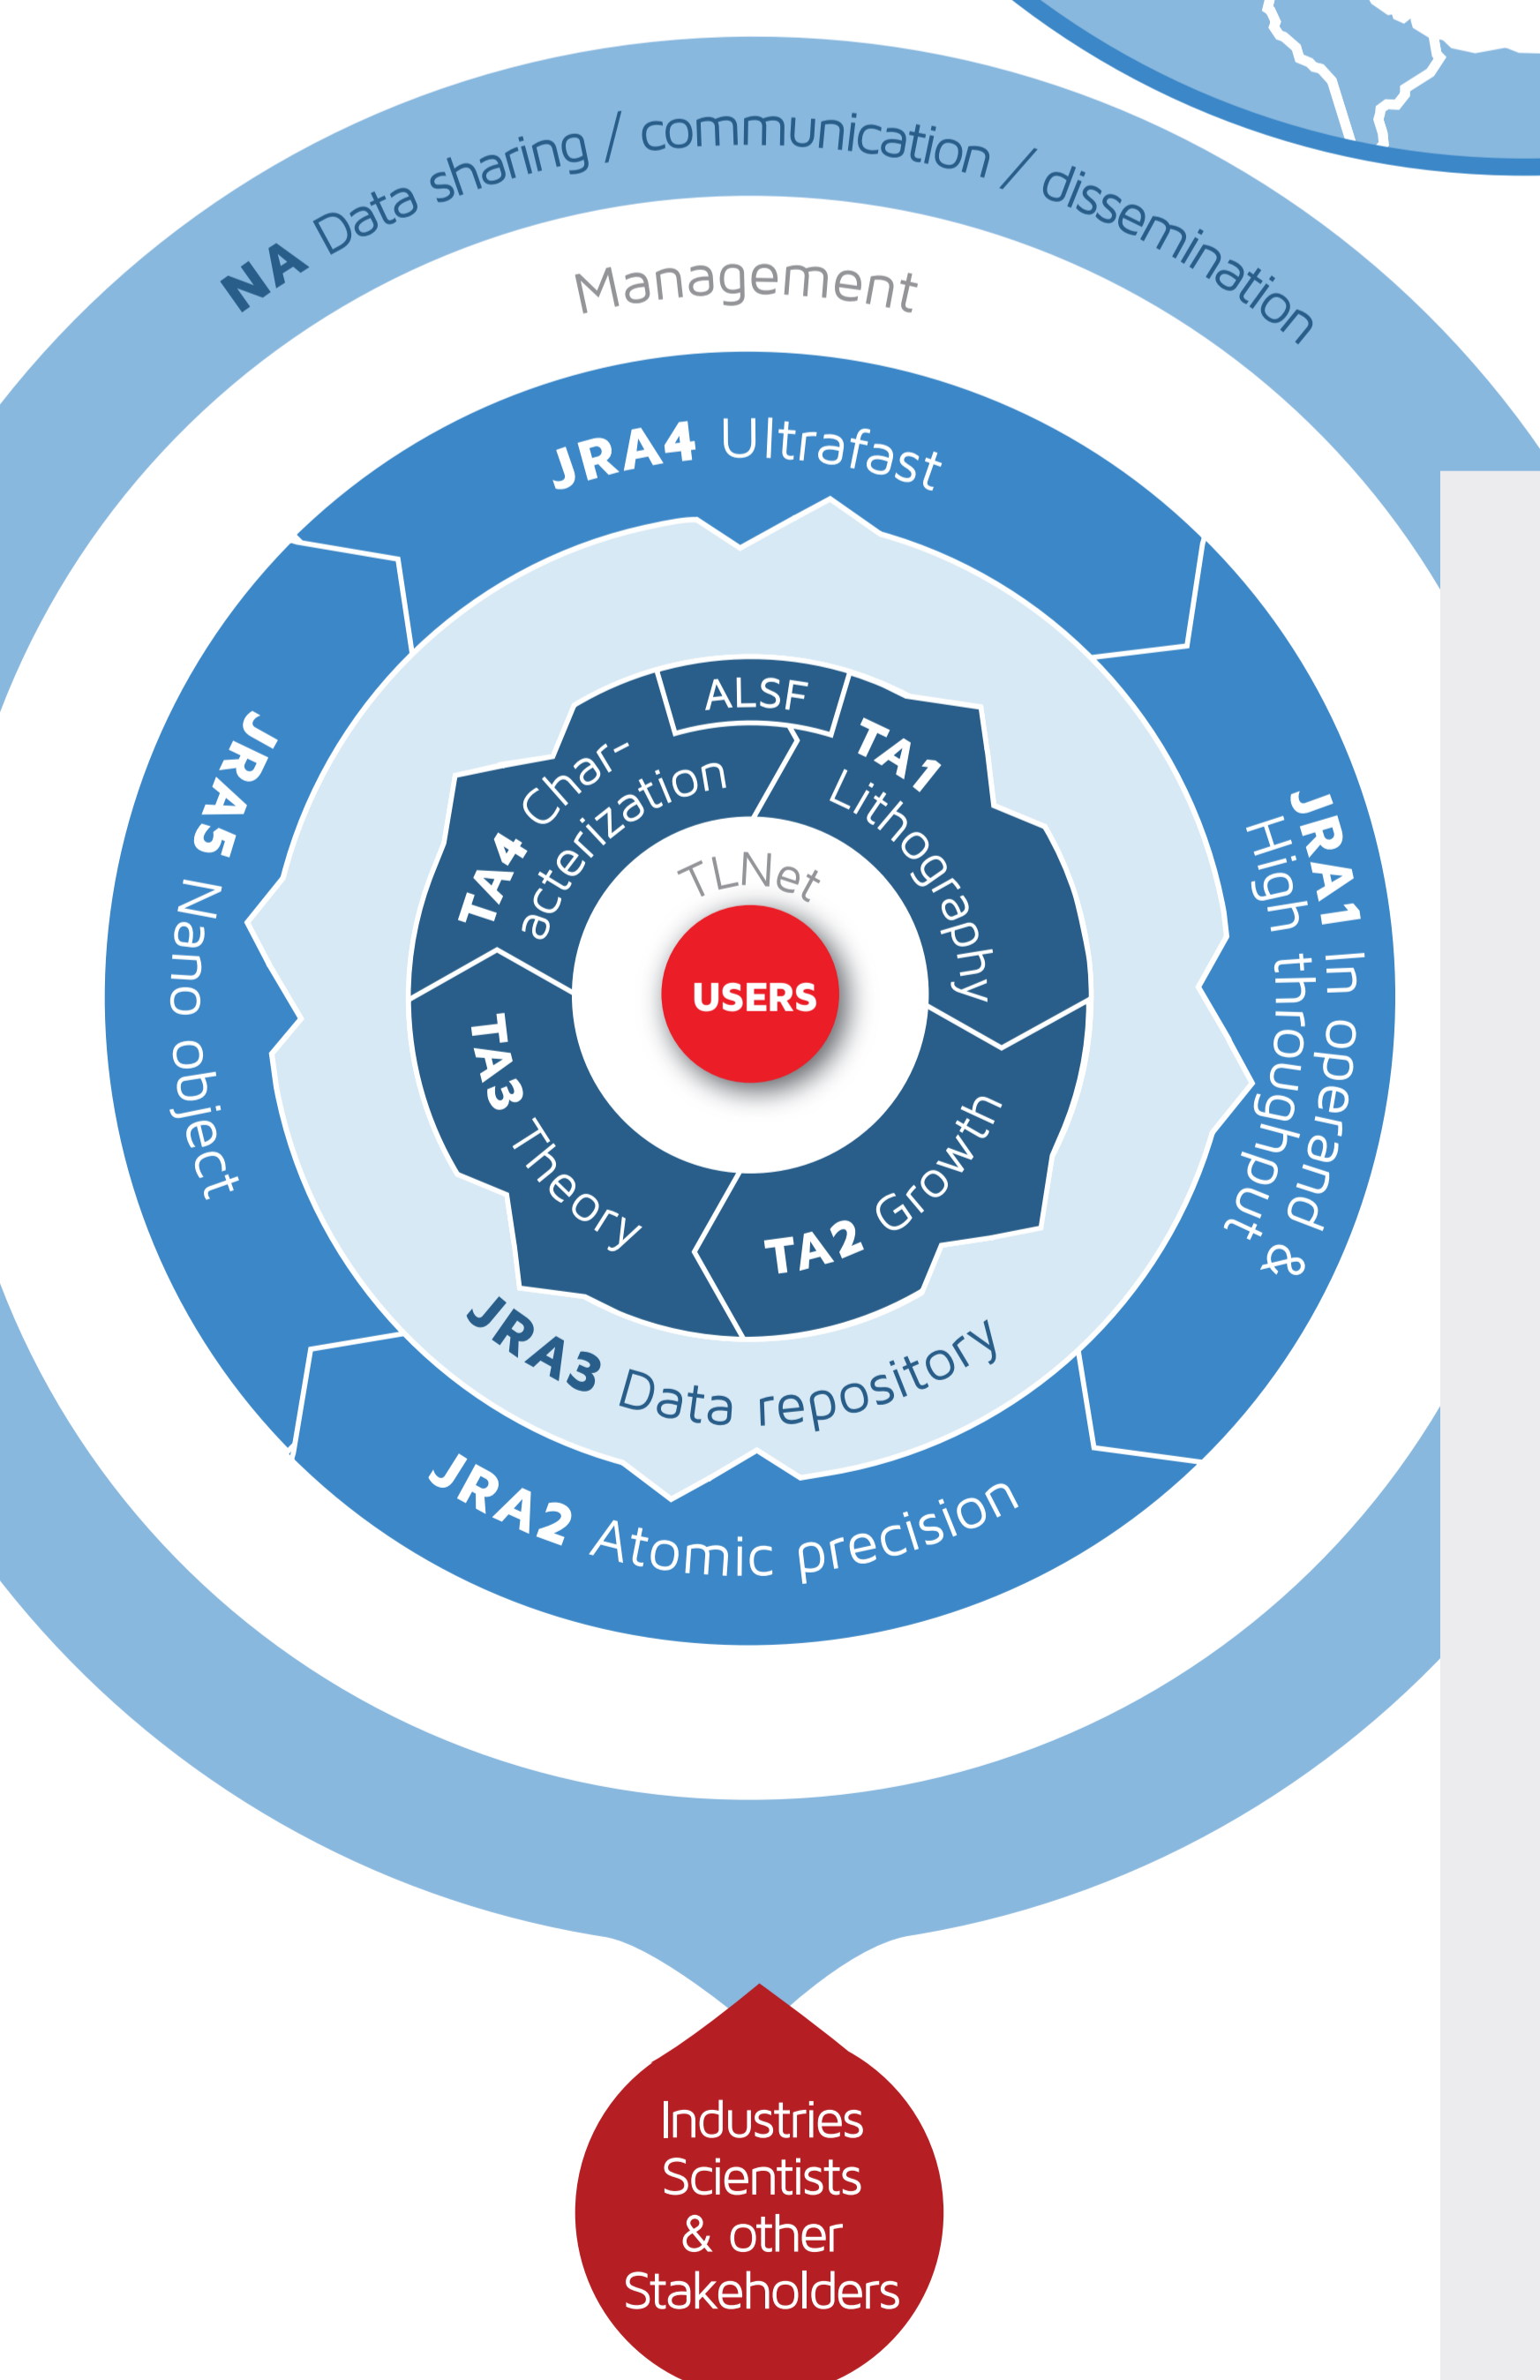 NA Data sharing / communication / dissemination
Management
JRA4 Ultrafast
JRA5 Nano object
JRA1 In operand &
High throughput
ALSF
TA1
Lithography
TA4 Char-
acterization
TLNet
USERS
TA3 Theory
TA2 Growth
JRA3 Data repository
JRA2 Atomic precision
Industries
Scientists
& other
Stakeholders